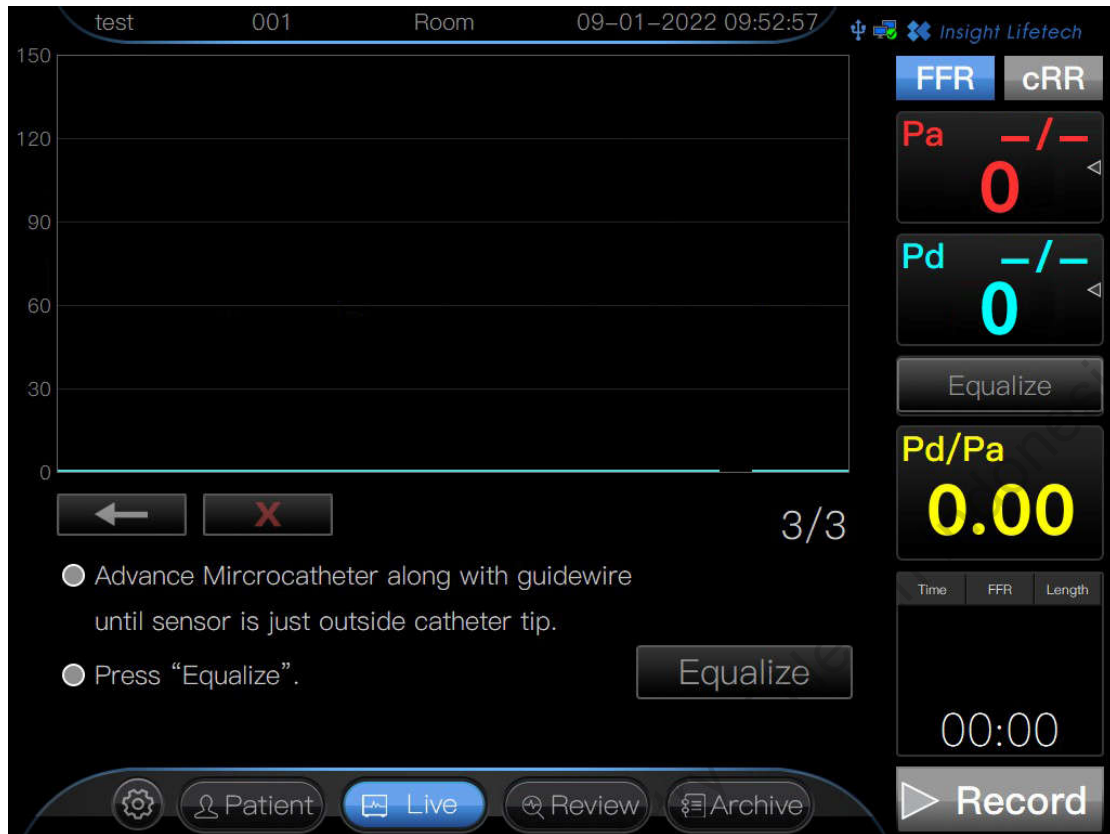 test 001 Room 09-01-2022 09:52:57
Insight Lifetech
FFR cRR
150
120
90
60
30
0
Pa -/-
0
Pd -/-
0
Equalize
Pd/Pa
0.00
X
3/3
Advance Mircrocatheter along with guidewire
until sensor is just outside catheter tip.
Press “Equalize”.
Equalize
Time FFR Length
00:00
Patient Live Review Archive
Record